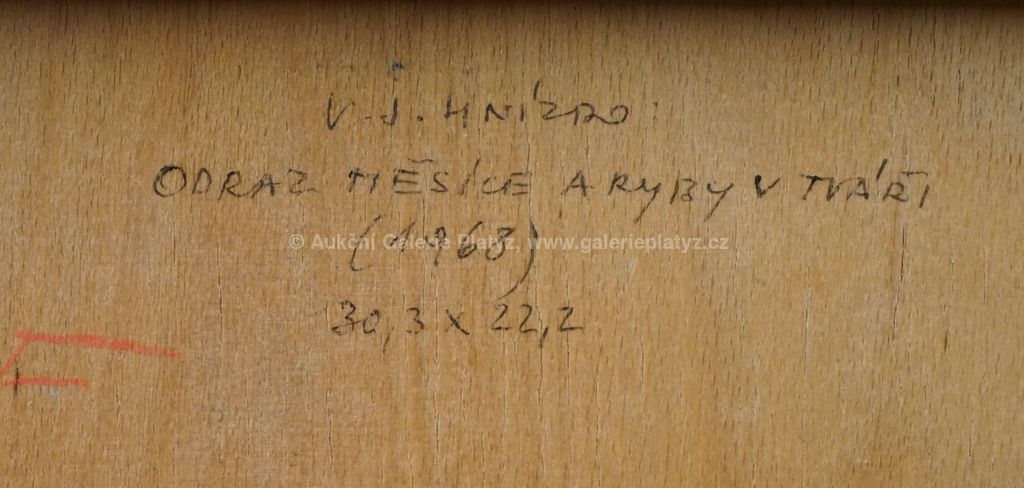 V. J. HNÍZDO:
ODRAZ MĚSÍCE A RYBY V TVÁŘI
© Aukční Galerie Platýz, www.galerieplatyz.cz
(1968)
30,3 x 22,2